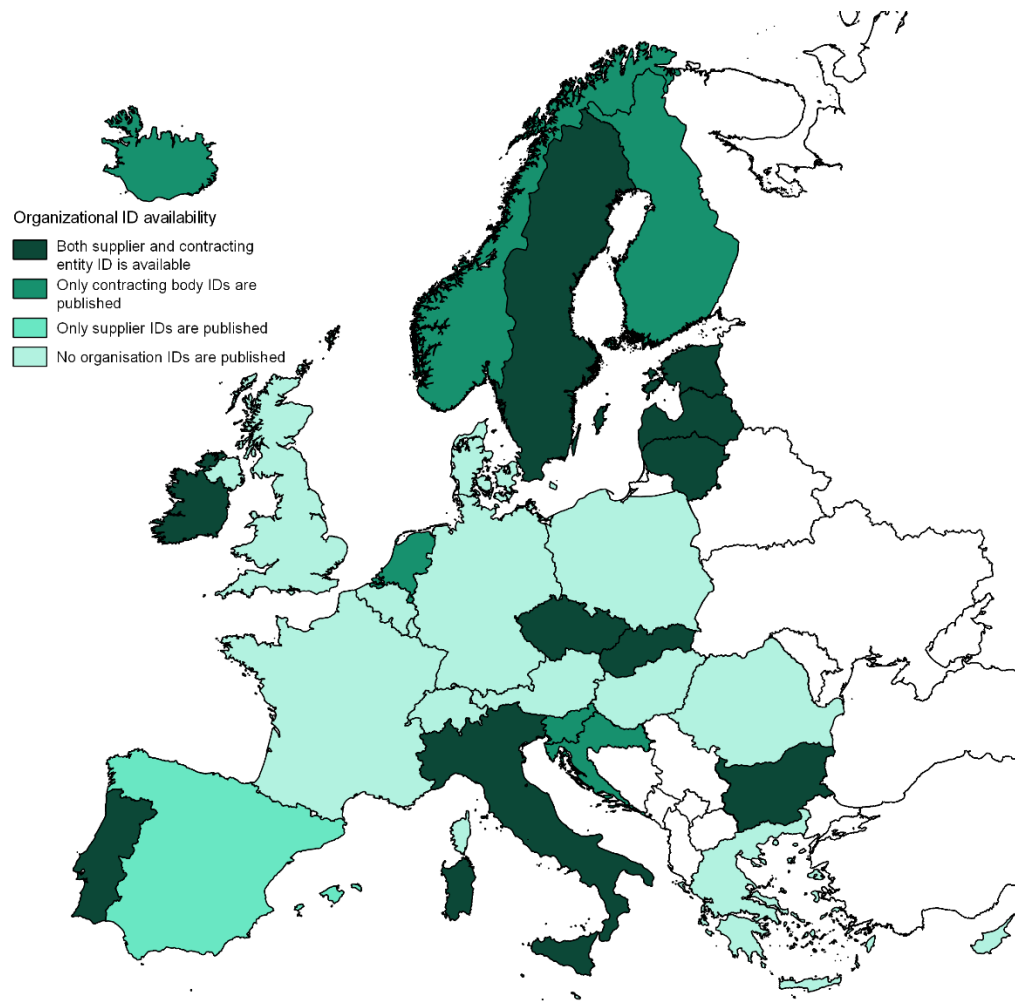 Organizational ID availability
Both supplier and contracting
entity ID is available
Only contracting body IDs are
published
Only supplier IDs are published
No organisation IDs are published